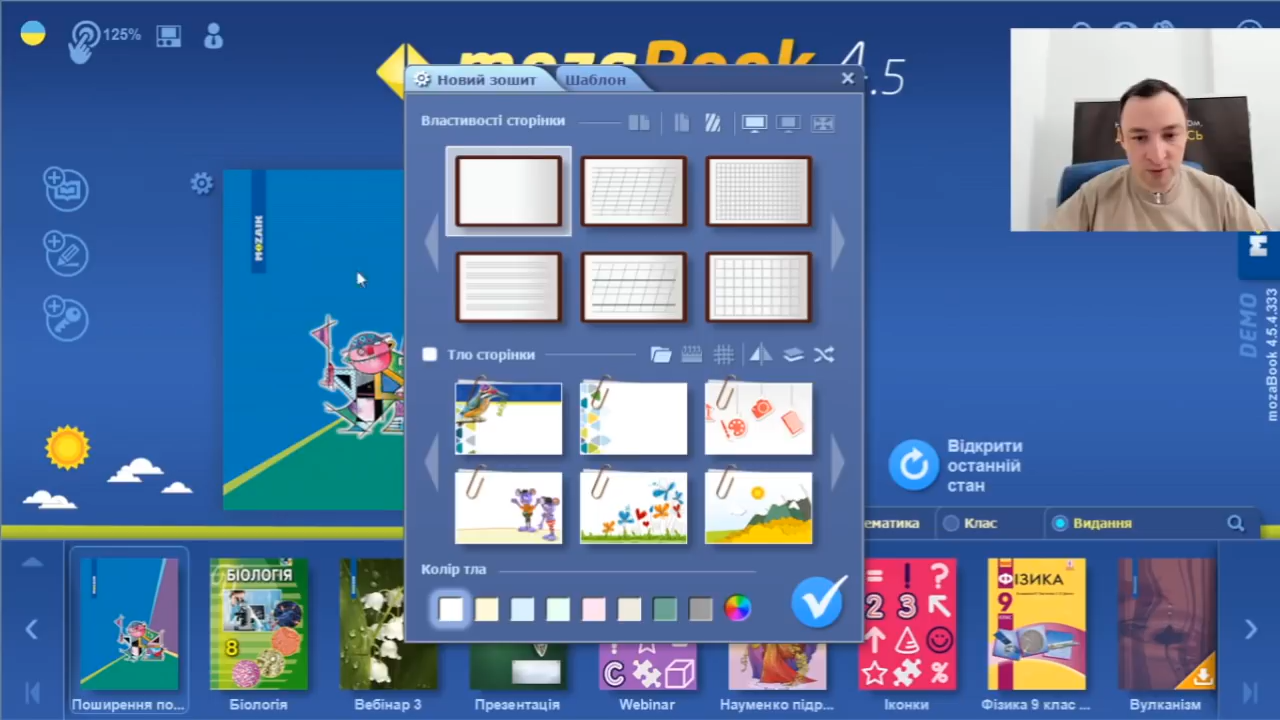 125%
mozaBook 4.5
Новий зошит
Шаблон
Властивості сторінки
MOZAIK
Тло сторінки
Колір тла
Відкрити
останній
стан
DEMO
mozaBook 4.5.4.333
ематика
Клас
Видання
БІОЛОГІЯ
8
ФІЗИКА
9
Поширення по...
Біологія
Вебінар 3
Презентація
Webinar
Науменко підр...
Іконки
Фізика 9 клас ...
Вулканізм